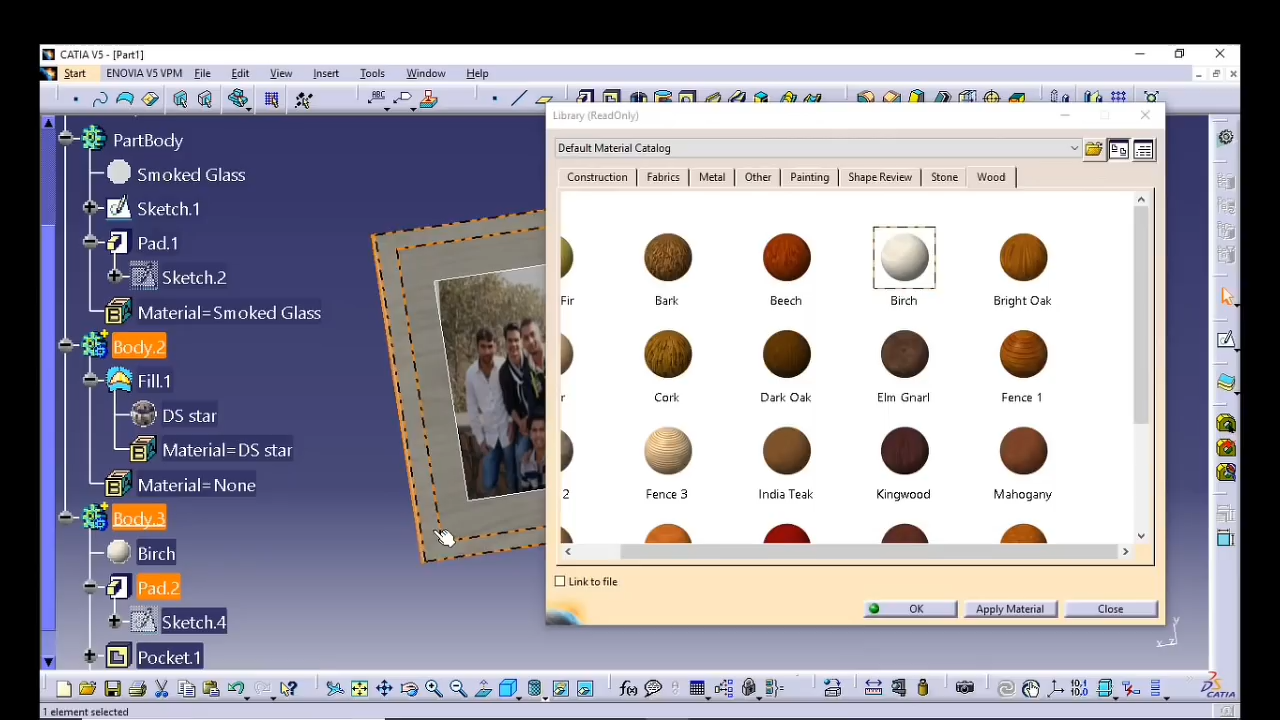 CATIA V5 - [Part1]
Start ENOVIA V5 VPM File Edit View Insert Tools Window Help
Library (ReadOnly)
Default Material Catalog
Construction Fabrics Metal Other Painting Shape Review Stone Wood
Fir Bark Beech Birch Bright Oak
r Cork Dark Oak Elm Gnarl Fence 1
2 Fence 3 India Teak Kingwood Mahogany
Link to file
OK Apply Material Close
PartBody
Smoked Glass
Sketch.1
Pad.1
Sketch.2
Material=Smoked Glass
Body.2
Fill.1
DS star
Material=DS star
Material=None
Body.3
Birch
Pad.2
Sketch.4
Pocket.1
y
z x
f(x)
10.0
CATIA
1 element selected